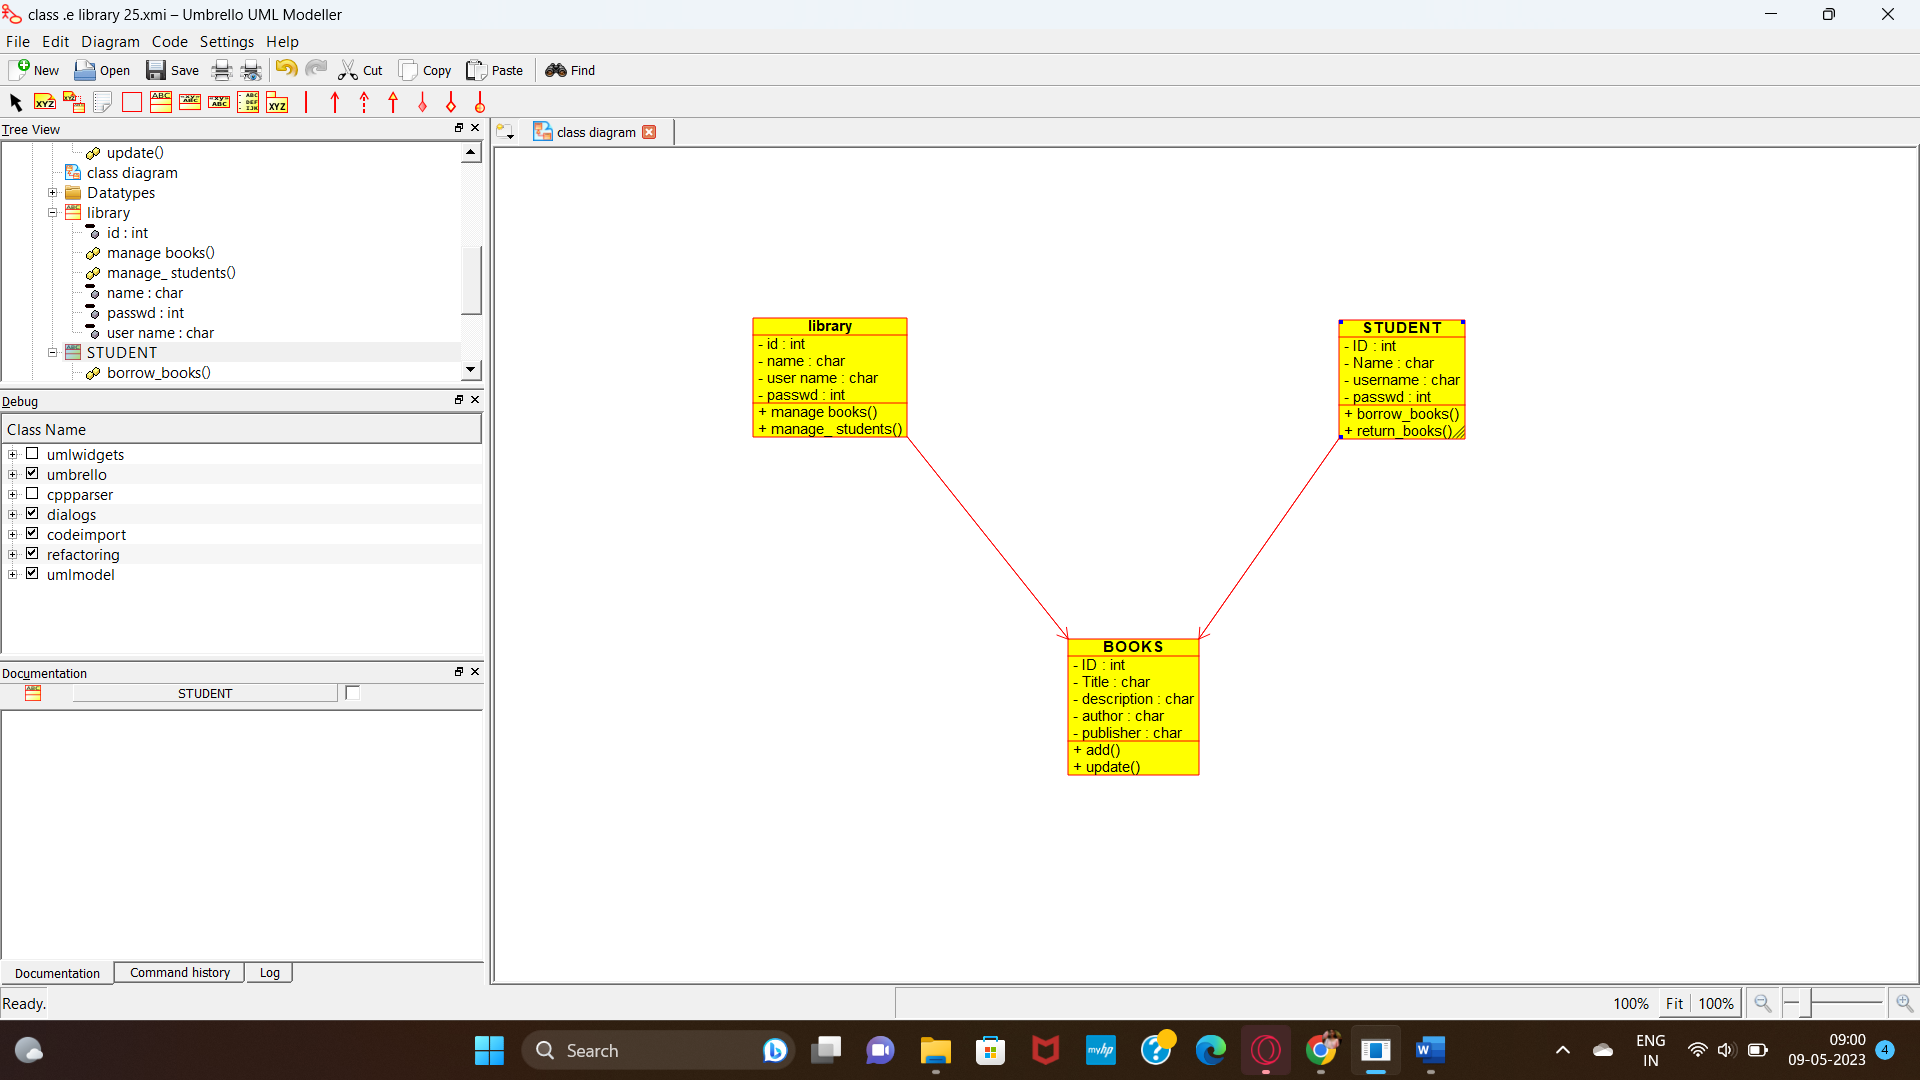 class .e library 25.xmi – Umbrello UML Modeller
File Edit Diagram Code Settings Help
New Open Save Cut Copy Paste Find
Tree View
update()
class diagram
Datatypes
library
id : int
manage books()
manage_ students()
name : char
passwd : int
user name : char
STUDENT
borrow_books()
Debug
Class Name
umlwidgets
umbrello
cppparser
dialogs
codeimport
refactoring
umlmodel
Documentation
STUDENT
Documentation Command history Log
class diagram
library
- id : int
- name : char
- user name : char
- passwd : int
+ manage books()
+ manage_ students()
STUDENT
- ID : int
- Name : char
- username : char
- passwd : int
+ borrow_books()
+ return_books()
BOOKS
- ID : int
- Title : char
- description : char
- author : char
- publisher : char
+ add()
+ update()
Ready.
100% Fit 100%
Search
myhp
ENG
IN
09:00
09-05-2023
4